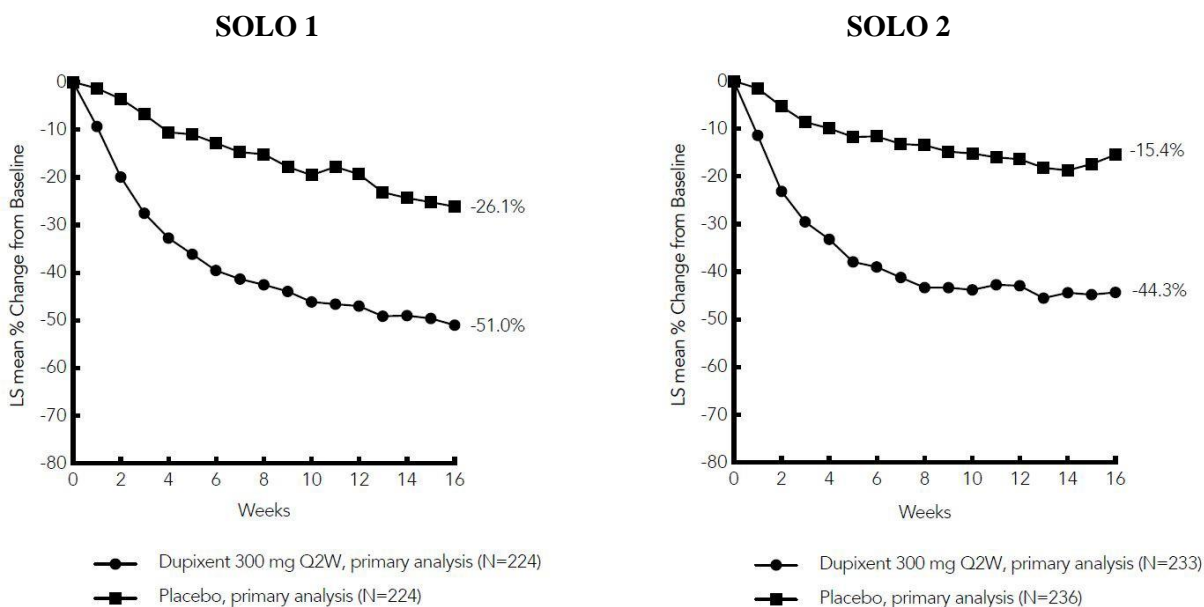 SOLO 1
LS mean % Change from Baseline
0
-10
-20
-30
-40
-50
-60
-70
-80
-26.1%
-51.0%
0 2 4 6 8 10 12 14 16
Weeks
Dupixent 300 mg Q2W, primary analysis (N=224)
Placebo, primary analysis (N=224)
SOLO 2
LS mean % Change from Baseline
0
-10
-20
-30
-40
-50
-60
-70
-80
-15.4%
-44.3%
0 2 4 6 8 10 12 14 16
Weeks
Dupixent 300 mg Q2W, primary analysis (N=233)
Placebo, primary analysis (N=236)